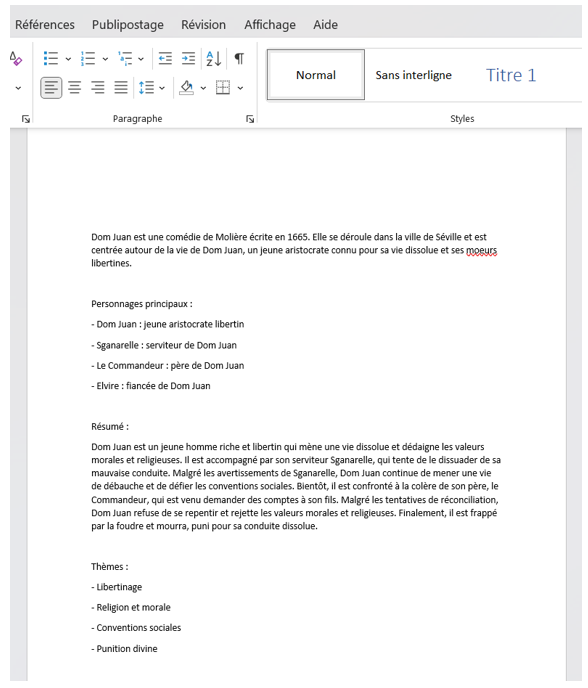 Références Publipostage Révision Affichage Aide
Normal Sans interligne Titre 1
Paragraphe Styles
Dom Juan est une comédie de Molière écrite en 1665. Elle se déroule dans la ville de Séville et est
centrée autour de la vie de Dom Juan, un jeune aristocrate connu pour sa vie dissolue et ses moeurs
libertines.
Personnages principaux :
- Dom Juan : jeune aristocrate libertin
- Sganarelle : serviteur de Dom Juan
- Le Commandeur : père de Dom Juan
- Elvire : fiancée de Dom Juan
Résumé :
Dom Juan est un jeune homme riche et libertin qui mène une vie dissolue et dédaigne les valeurs
morales et religieuses. Il est accompagné par son serviteur Sganarelle, qui tente de le dissuader de sa
mauvaise conduite. Malgré les avertissements de Sganarelle, Dom Juan continue de mener une vie
de débauche et de défier les conventions sociales. Bientôt, il est confronté à la colère de son père, le
Commandeur, qui est venu demander des comptes à son fils. Malgré les tentatives de réconciliation,
Dom Juan refuse de se repentir et rejette les valeurs morales et religieuses. Finalement, il est frappé
par la foudre et mourra, puni pour sa conduite dissolue.
Thèmes :
- Libertinage
- Religion et morale
- Conventions sociales
- Punition divine